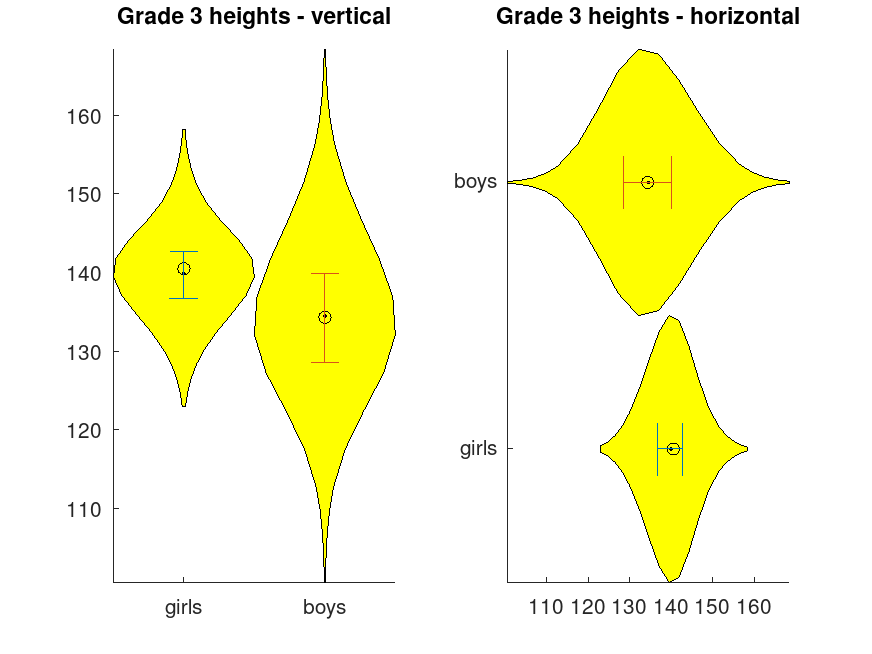 Grade 3 heights - vertical
160
150
140
130
120
110
girls
boys
Grade 3 heights - horizontal
boys
girls
110 120 130 140 150 160